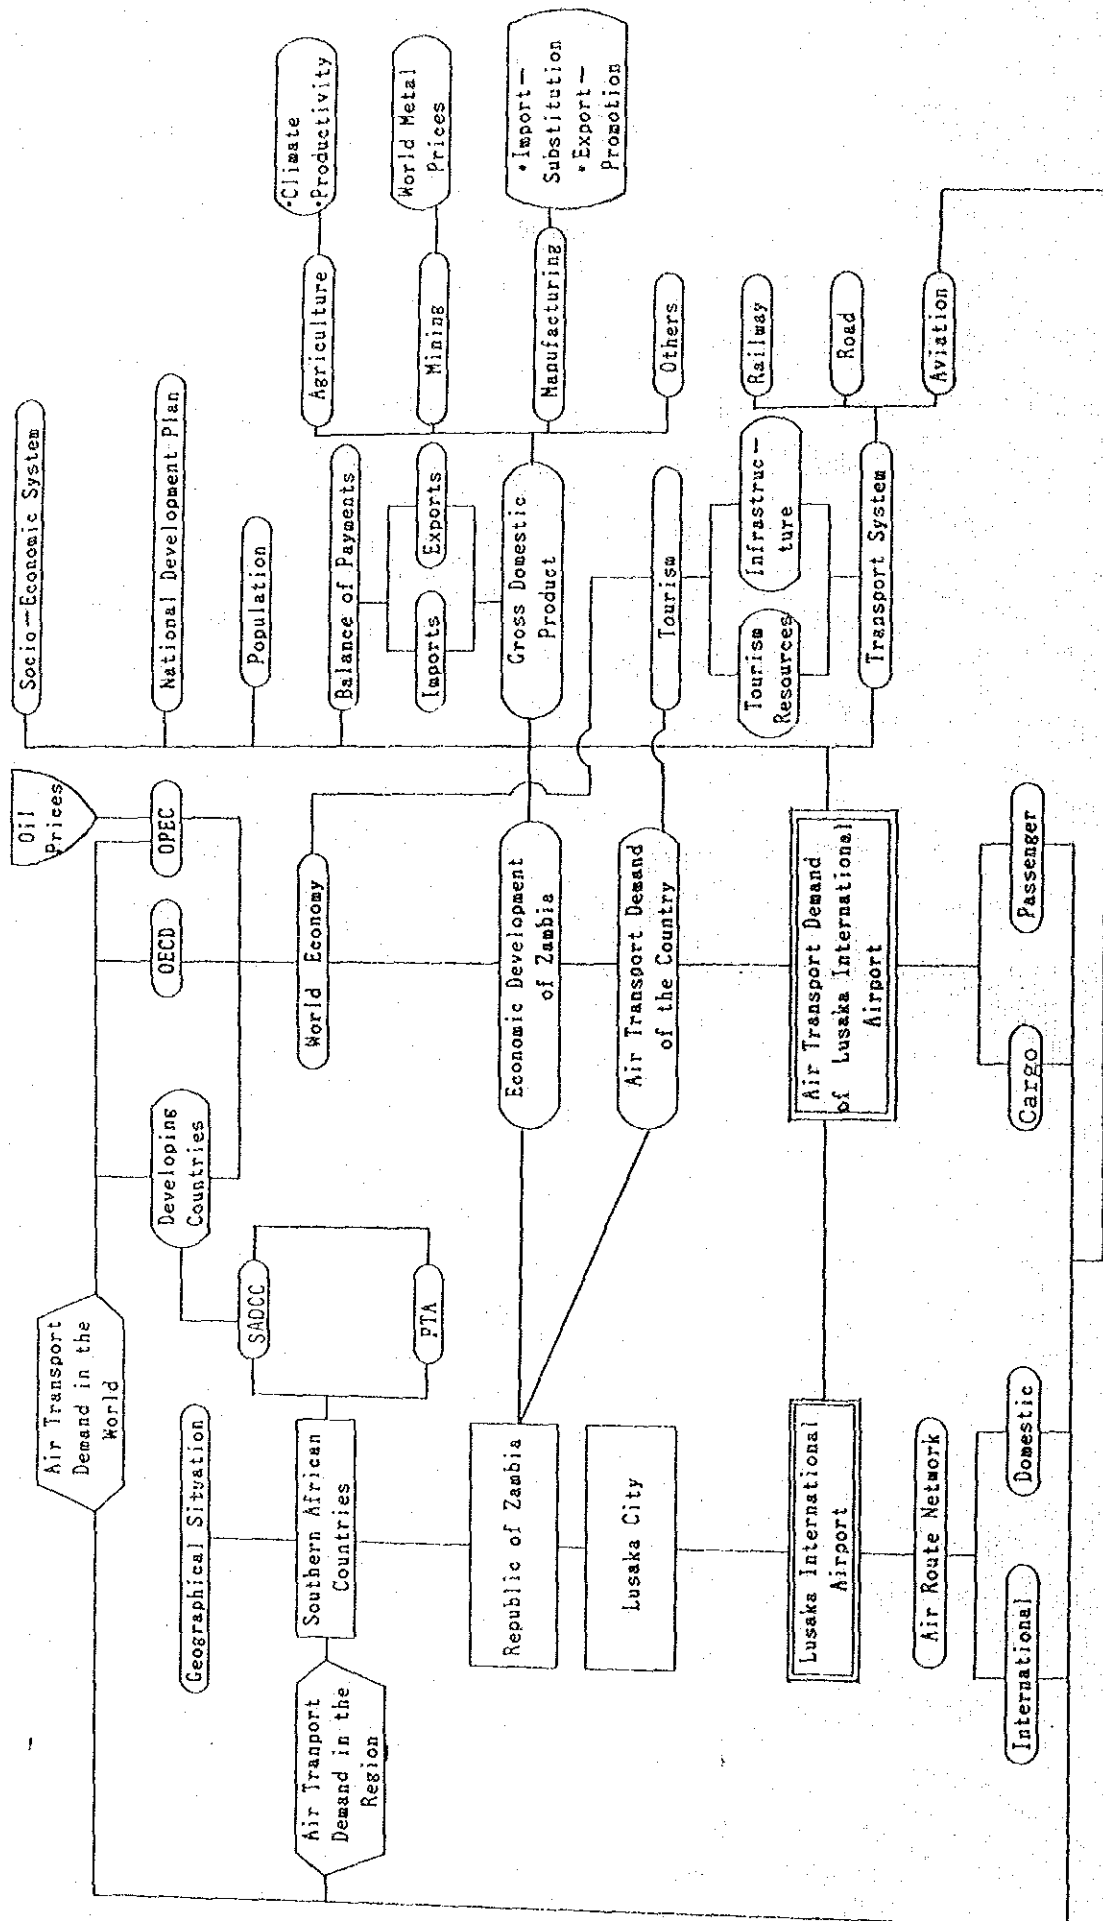 Air Transport
Demand in the
World
Oil
Prices
Socio-Economic System
Geographical Situation
Developing
Countries
OECD
OPEC
National Development Plan
SADCC
Population
•Climate
•Productivity
Air Tranport
Demand in the
Region
Southern African
Countries
World Economy
Balance of Payments
Agriculture
PTA
Imports
Exports
Mining
World Metal
Prices
Republic of Zambia
Economic Development
of Zambia
Gross Domestic
Product
Manufacturing
•Import-
Substitution
•Export-
Promotion
Lusaka City
Air Transport Demand
of the Country
Tourism
Others
Tourism
Resources
Infrastruc-
ture
Railway
Lusaka International
Airport
Air Transport Demand
of Lusaka International
Airport
Transport System
Road
Air Route Network
Aviation
International
Domestic
Cargo
Passenger